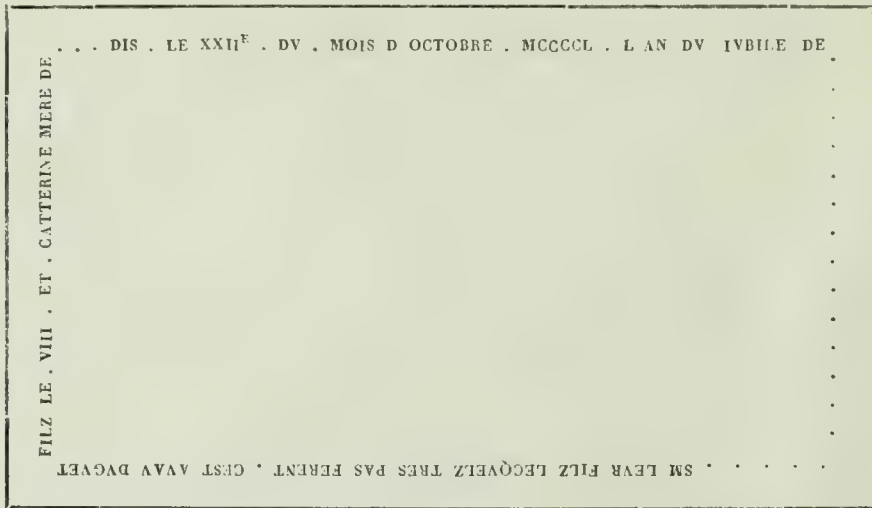 . . . DIS . LE XXIIᴱ . DV . MOIS D OCTOBRE . MCCCCL . L AN DV IVBILE DE
. . . . . SM LEVR FILZ LECQVELZ TRES PAS FERENT . CEST AVAV DVGVET
FILZ LE . VIII . ET . CATTERINE MERE DE